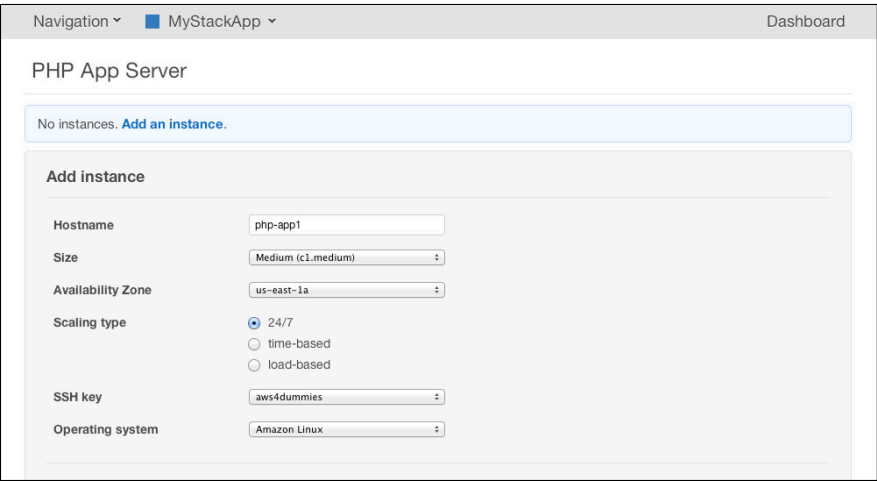 Navigation MyStackApp Dashboard
PHP App Server
No instances. Add an instance.
Add instance
Hostname php-app1
Size Medium (c1.medium)
Availability Zone us-east-1a
Scaling type 24/7
time-based
load-based
SSH key aws4dummies
Operating system Amazon Linux